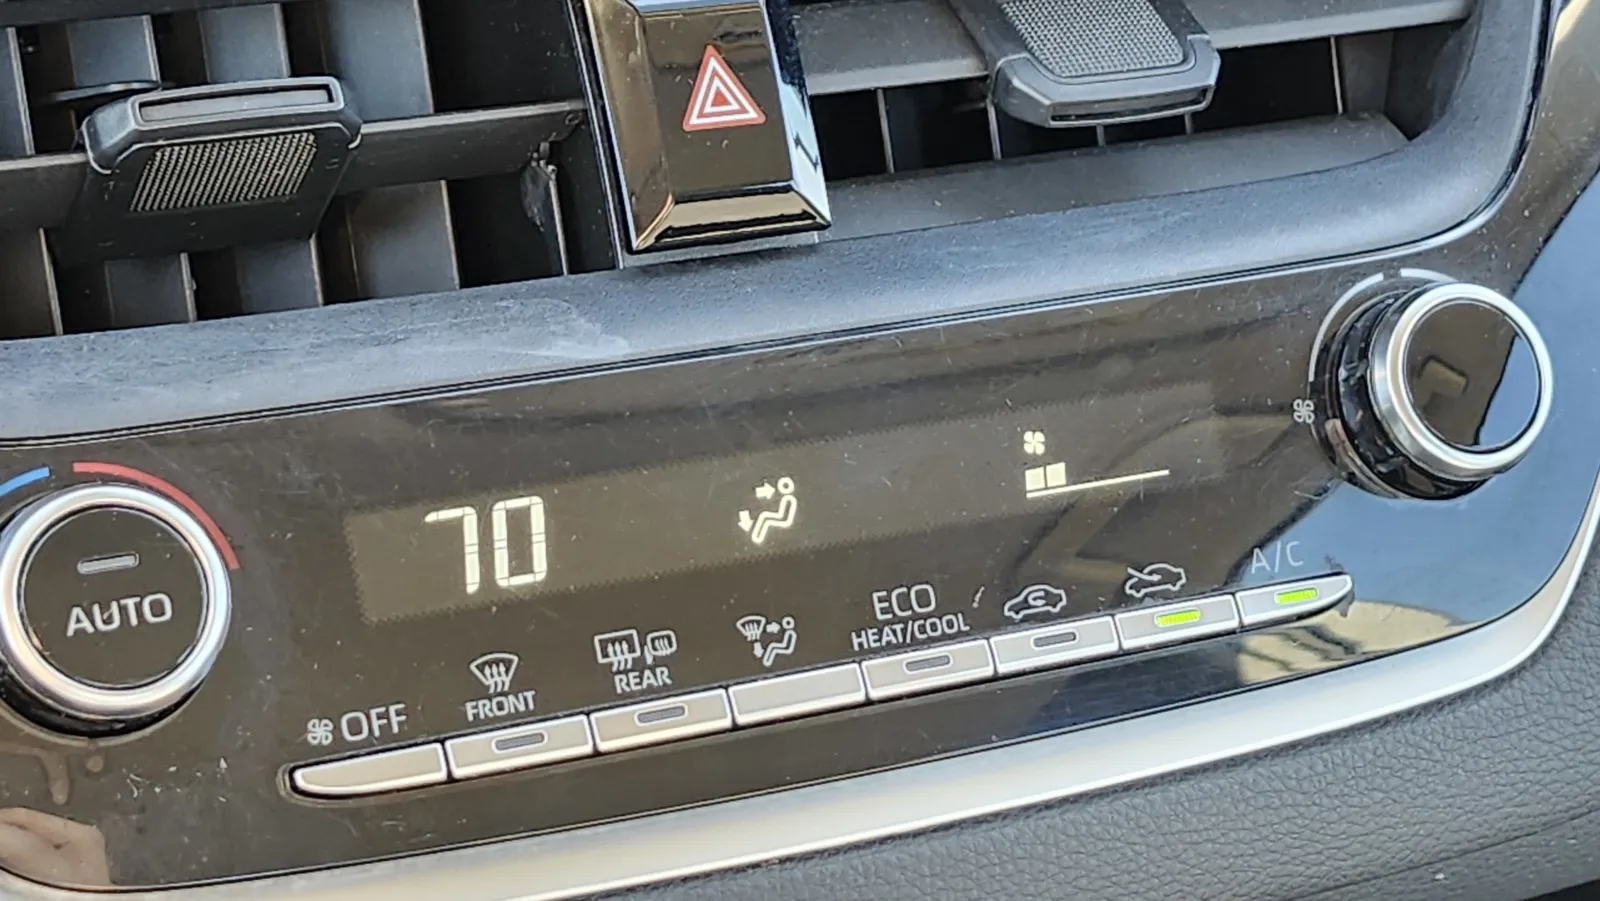 70
AUTO
OFF
FRONT
REAR
ECO
HEAT/COOL
A/C